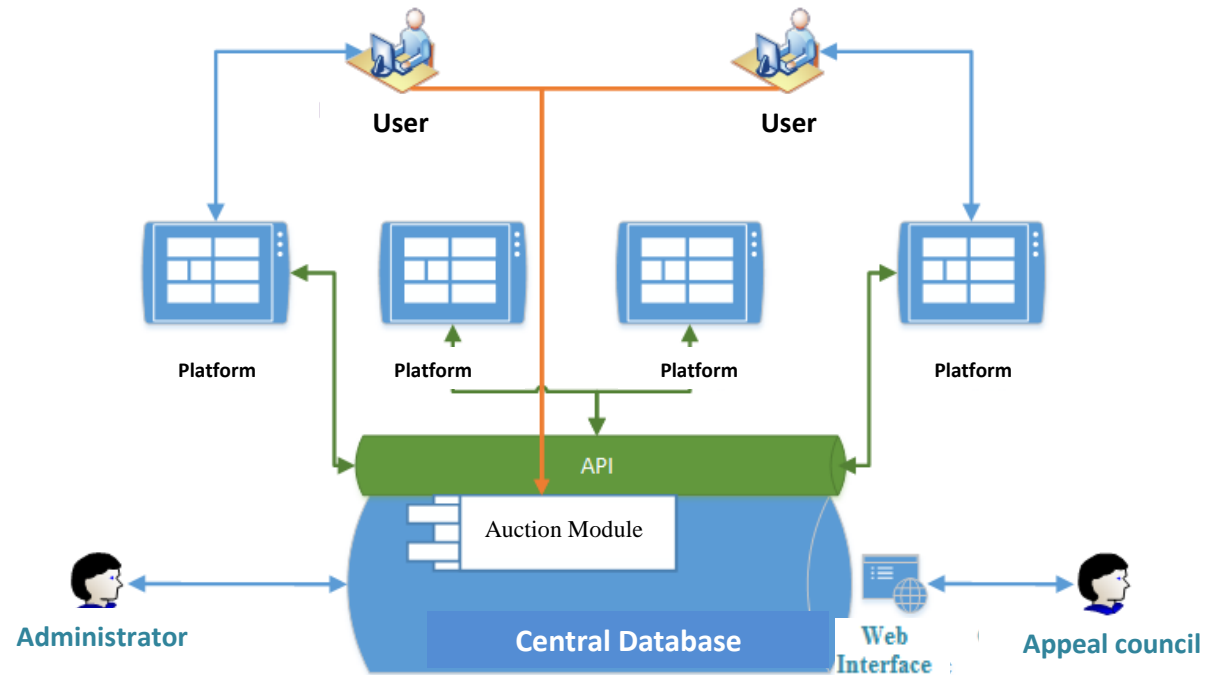 User
User
Platform
Platform
Platform
Platform
API
Auction Module
Administrator
Central Database
Web
Interface
Appeal council